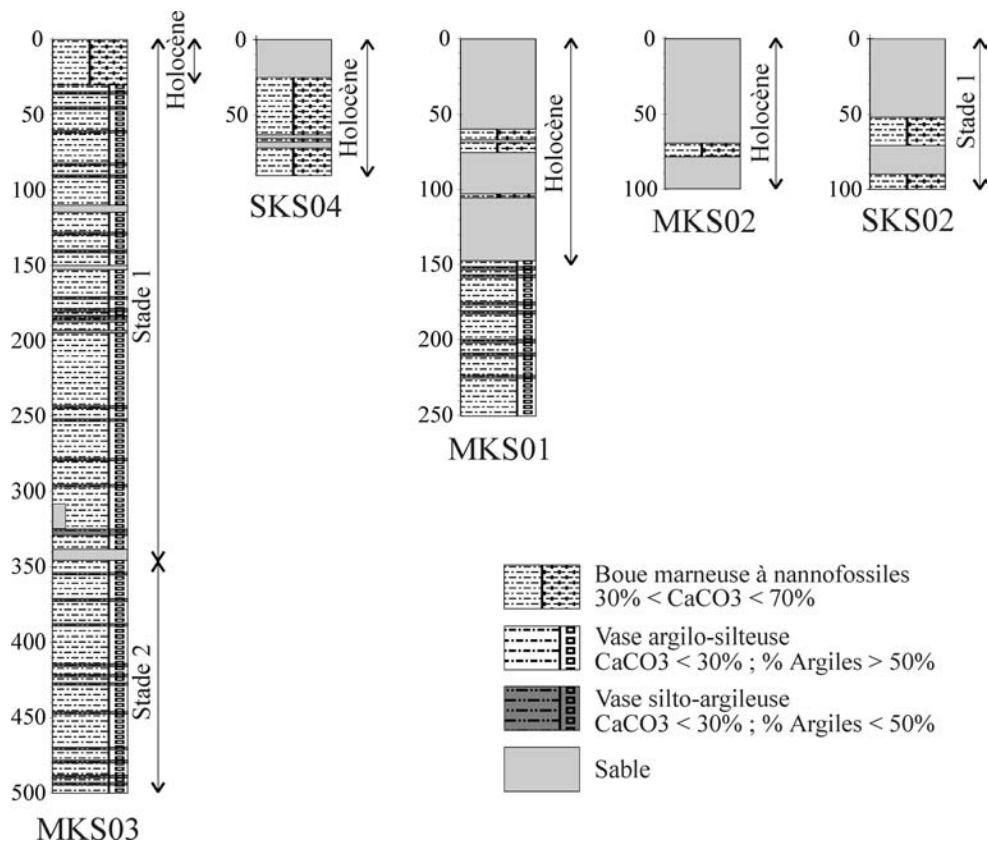 0
50
100
150
200
250
300
350
400
450
500
Holocène
Stade 1
Stade 2
MKS03
0
50
Holocène
SKS04
0
50
100
150
200
250
Holocène
MKS01
0
50
100
Holocène
MKS02
0
50
100
Stade 1
SKS02
Boue marneuse à nannofossiles
30% < CaCO3 < 70%
Vase argilo-silteuse
CaCO3 < 30% ; % Argiles > 50%
Vase silto-argileuse
CaCO3 < 30% ; % Argiles < 50%
Sable